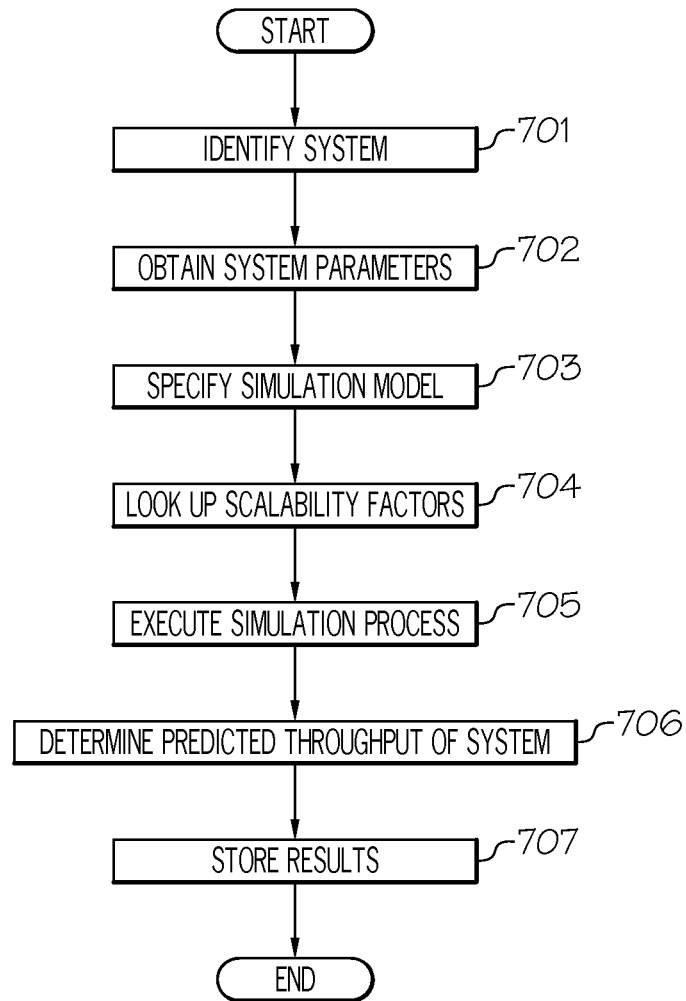 START
IDENTIFY SYSTEM
701
OBTAIN SYSTEM PARAMETERS
702
SPECIFY SIMULATION MODEL
703
LOOK UP SCALABILITY FACTORS
704
EXECUTE SIMULATION PROCESS
705
DETERMINE PREDICTED THROUGHPUT OF SYSTEM
706
STORE RESULTS
707
END